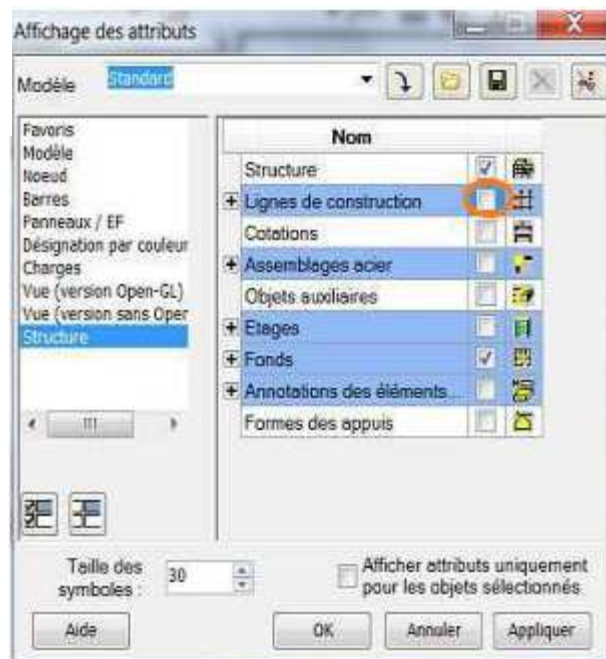 Affichage des attributs
Modèle Standard
Favoris
Modèle
Noeud
Barres
Panneaux / EF
Désignation par couleur
Charges
Vue (version Open-GL)
Vue (version sans Oper
Structure
Nom
Structure
Lignes de construction
Cotations
Assemblages acier
Objets auxiliaires
Etages
Fonds
Annotations des éléments...
Formes des appuis
Taille des symboles : 30
Afficher attributs uniquement
pour les objets sélectionnés
Aide
OK
Annuler
Appliquer